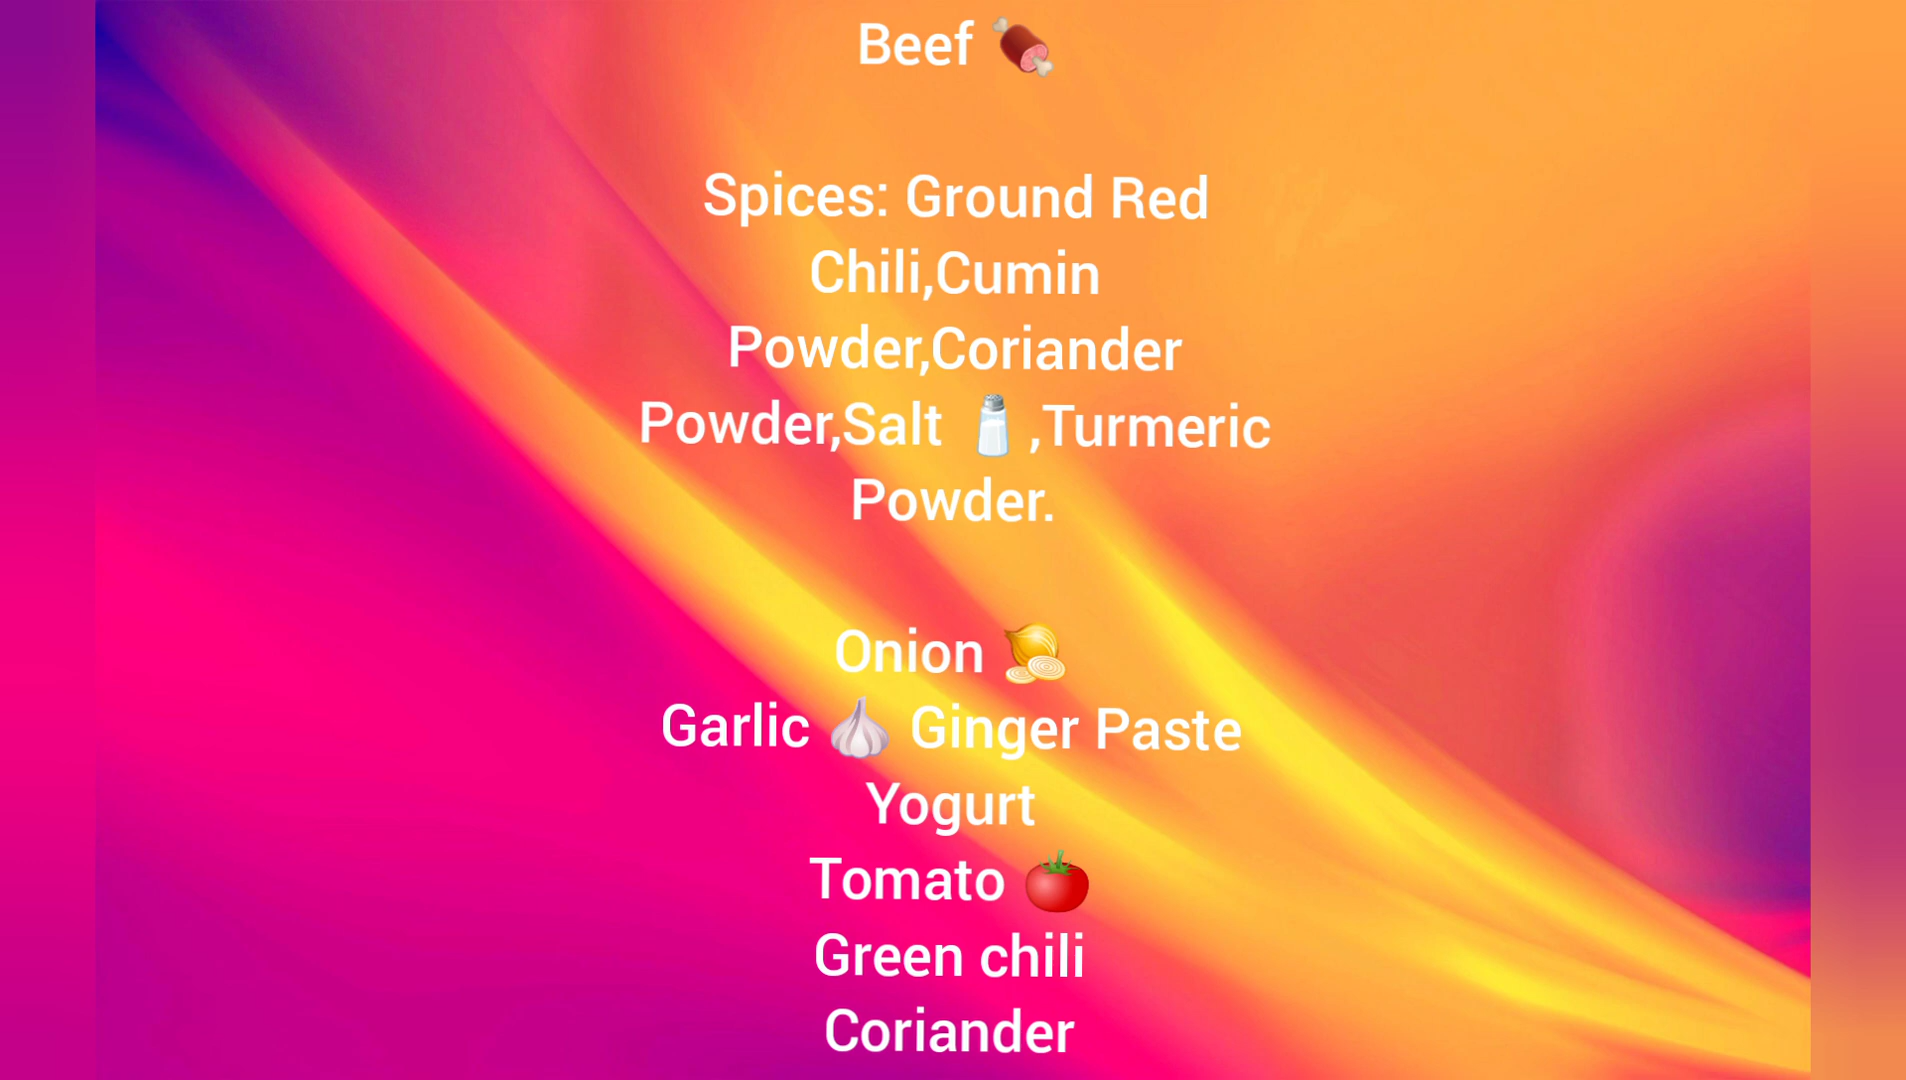 Beef 🍖
Spices: Ground Red
Chili,Cumin
Powder,Coriander
Powder,Salt 🧂 ,Turmeric
Powder.
Onion 🧅
Garlic 🧄 Ginger Paste
Yogurt
Tomato 🍅
Green chili
Coriander